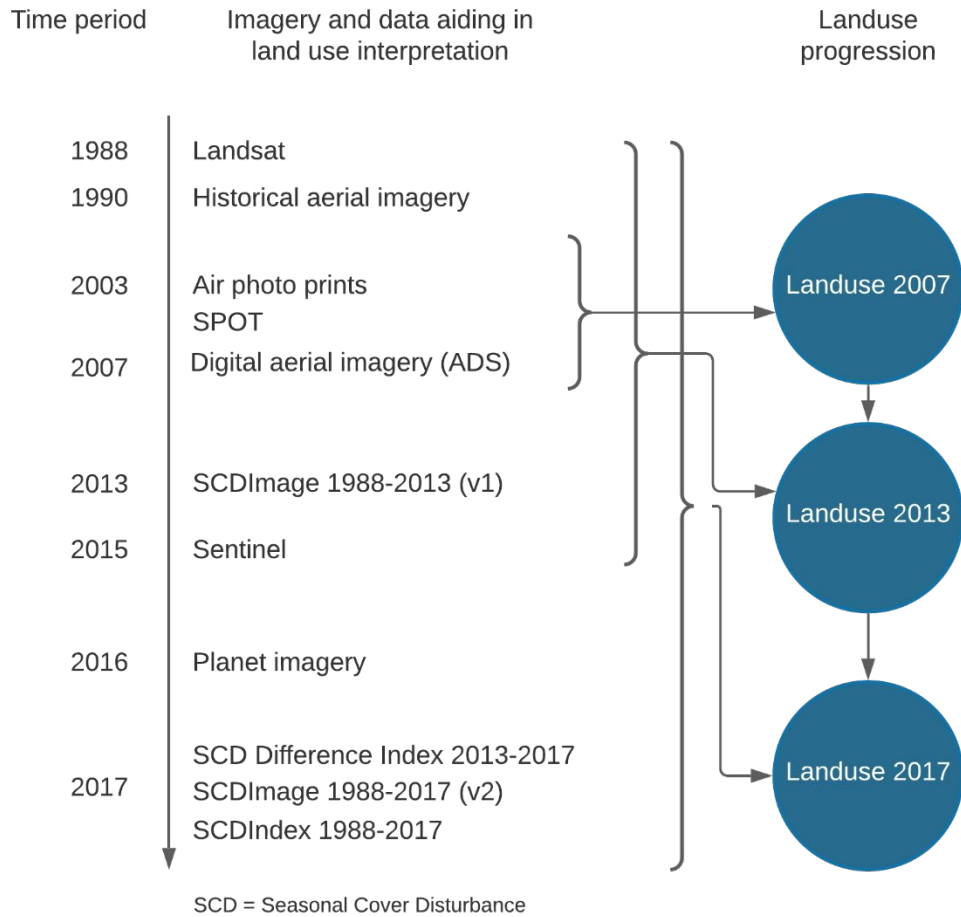 Time period
Imagery and data aiding in
land use interpretation
Landuse
progression
1988
Landsat
1990
Historical aerial imagery
2003
Air photo prints
SPOT
2007
Digital aerial imagery (ADS)
2013
SCDImage 1988-2013 (v1)
2015
Sentinel
2016
Planet imagery
2017
SCD Difference Index 2013-2017
SCDImage 1988-2017 (v2)
SCDIndex 1988-2017
Landuse 2007
Landuse 2013
Landuse 2017
SCD = Seasonal Cover Disturbance